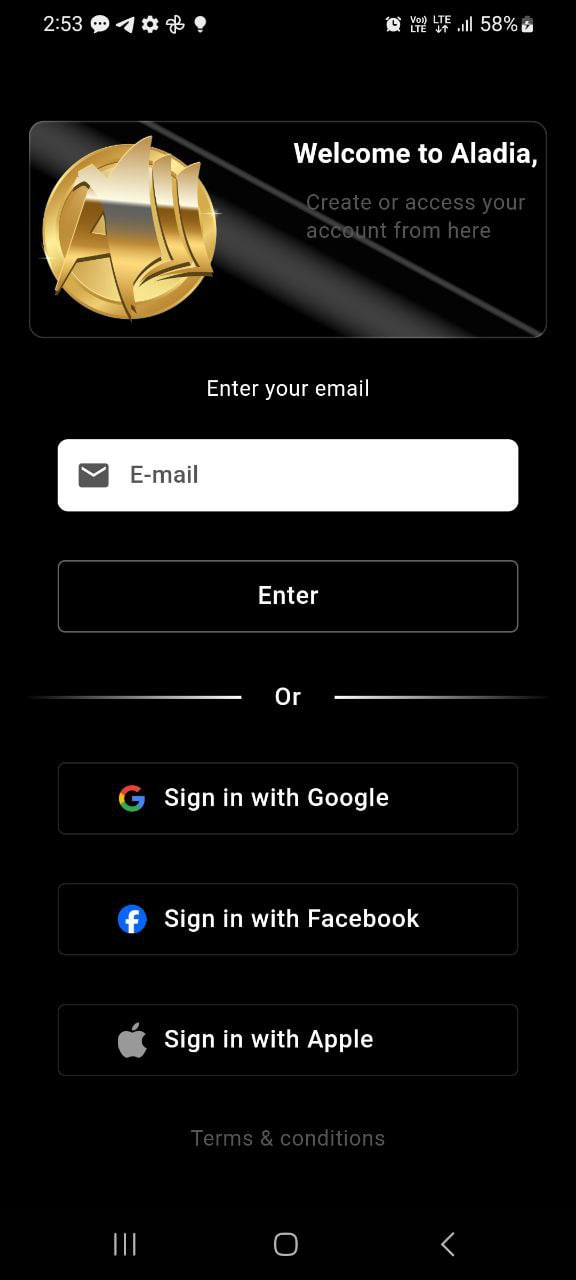 2:53
Vo)) LTE
LTE
58%
All
Welcome to Aladia,
Create or access your
account from here
Enter your email
E-mail
Enter
Or
Sign in with Google
Sign in with Facebook
Sign in with Apple
Terms & conditions